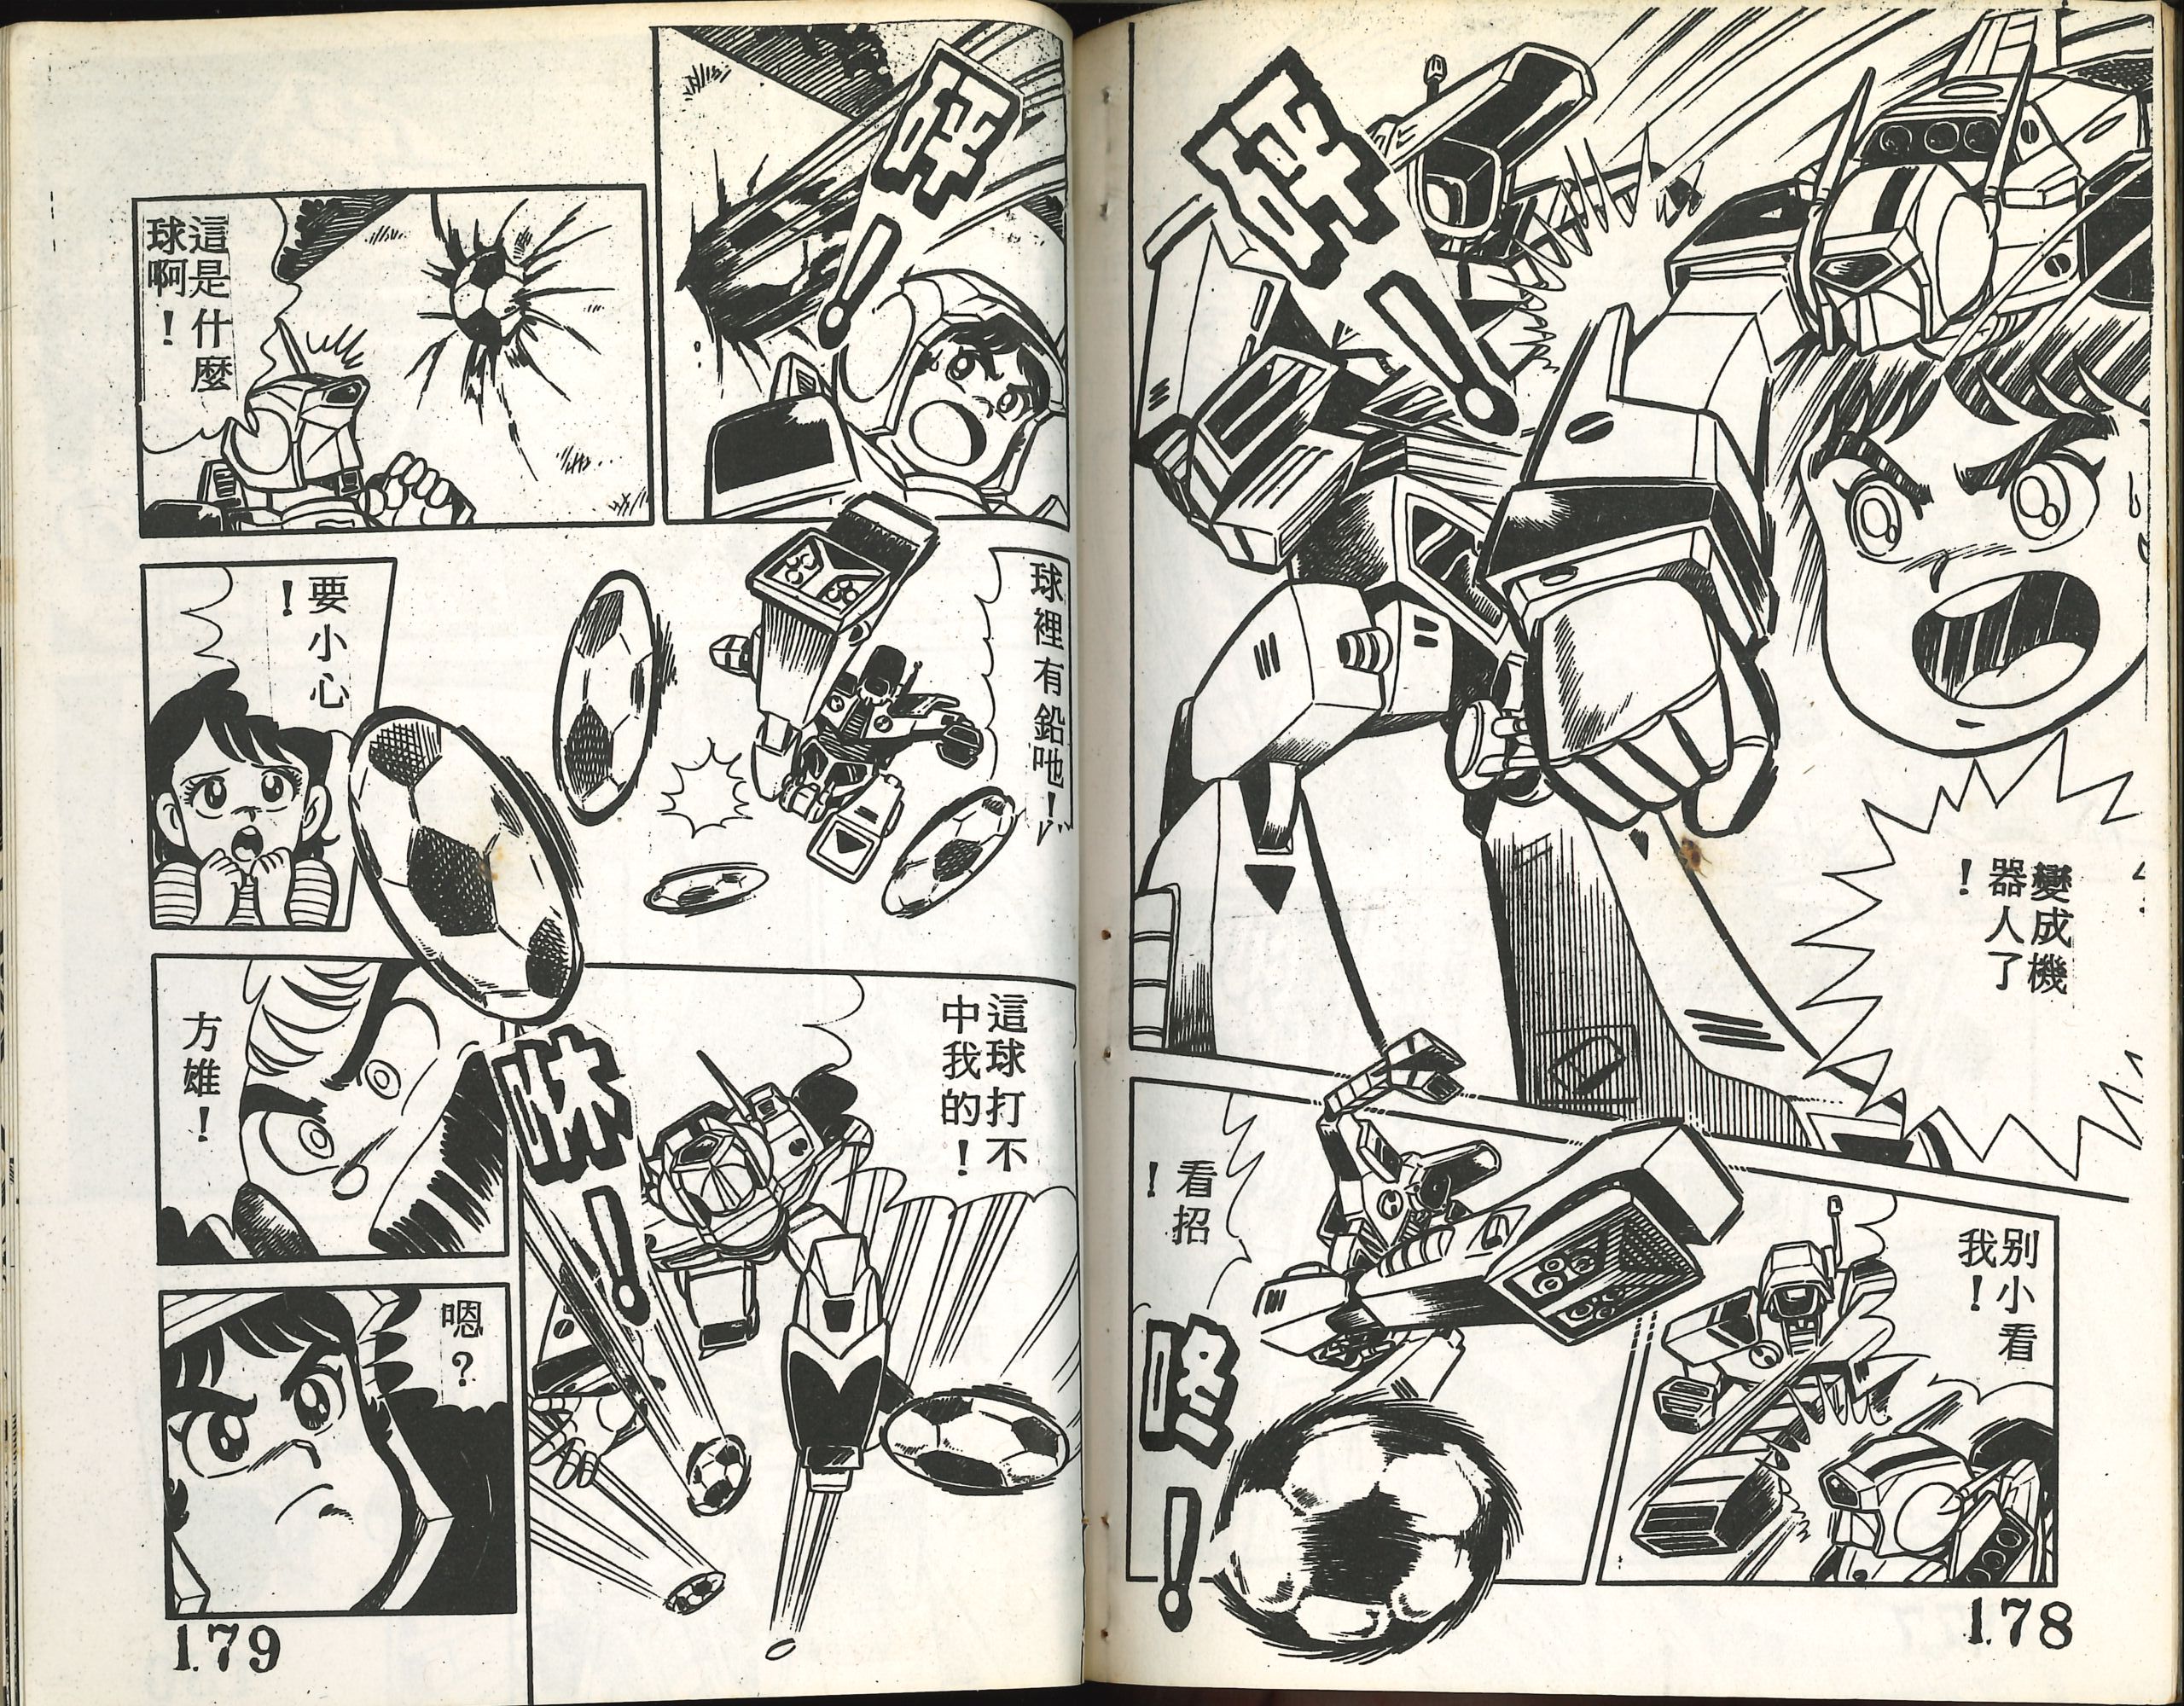 砰！
變成機
器人了
！
別小看
我！
看招
！
咚！
178
砰！
這是什麼
球啊！
球裡有鉛吔！
要小心
！
這球打不
中我的！
咻！
方雄！
嗯？
179